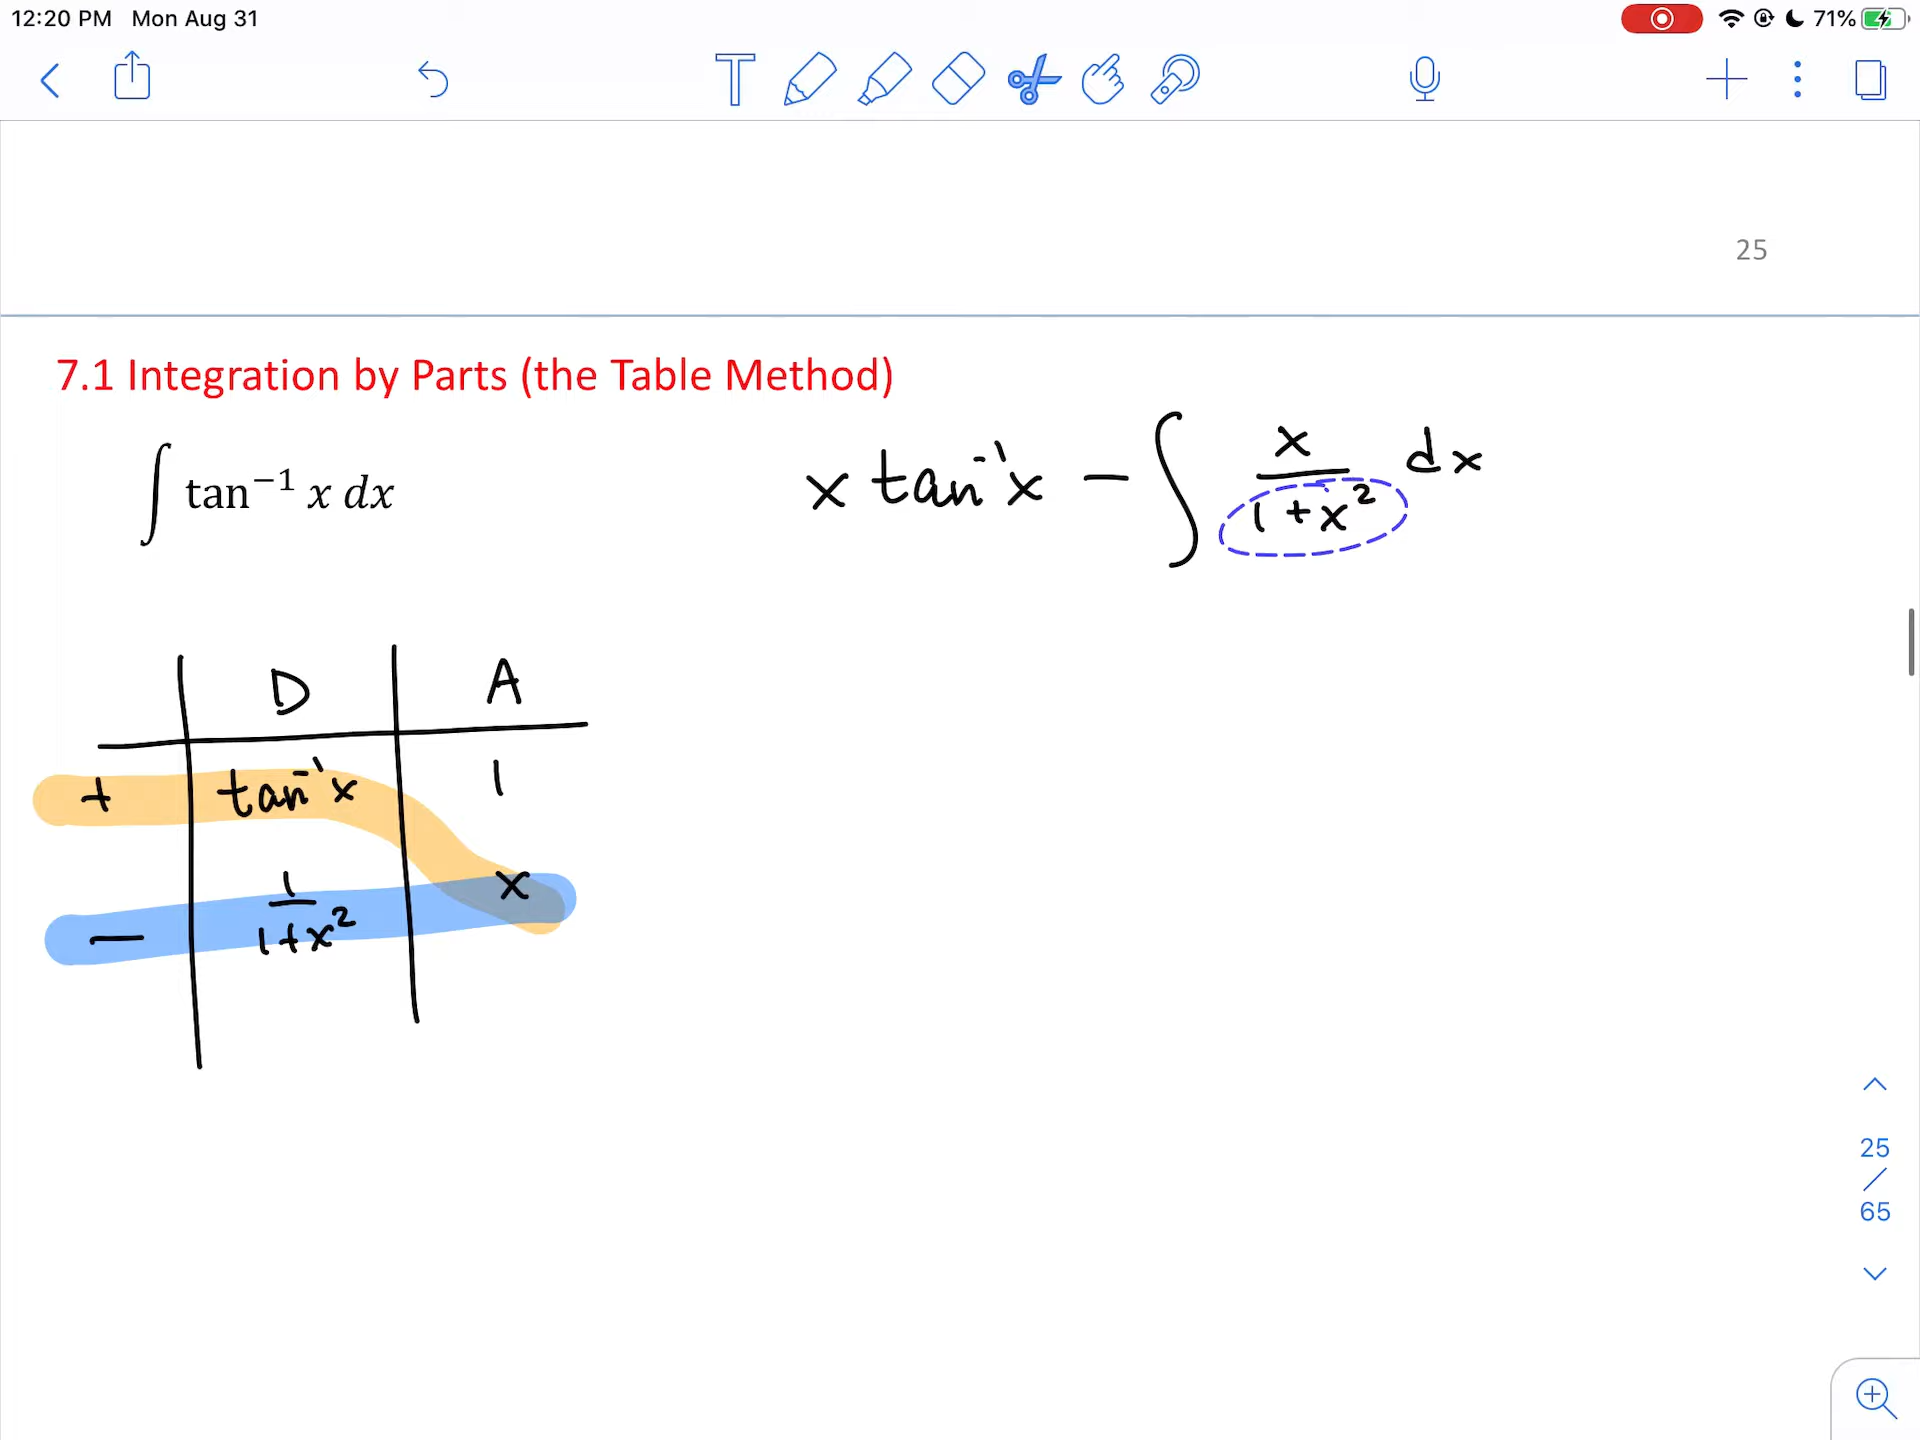 12:20 PM Mon Aug 31 71%
25
7.1 Integration by Parts (the Table Method)
∫ tan⁻¹ x dx
x tan⁻¹x − ∫ x/(1+x²) dx
D A
+ tan⁻¹x 1
− 1/(1+x²) x
25
/
65